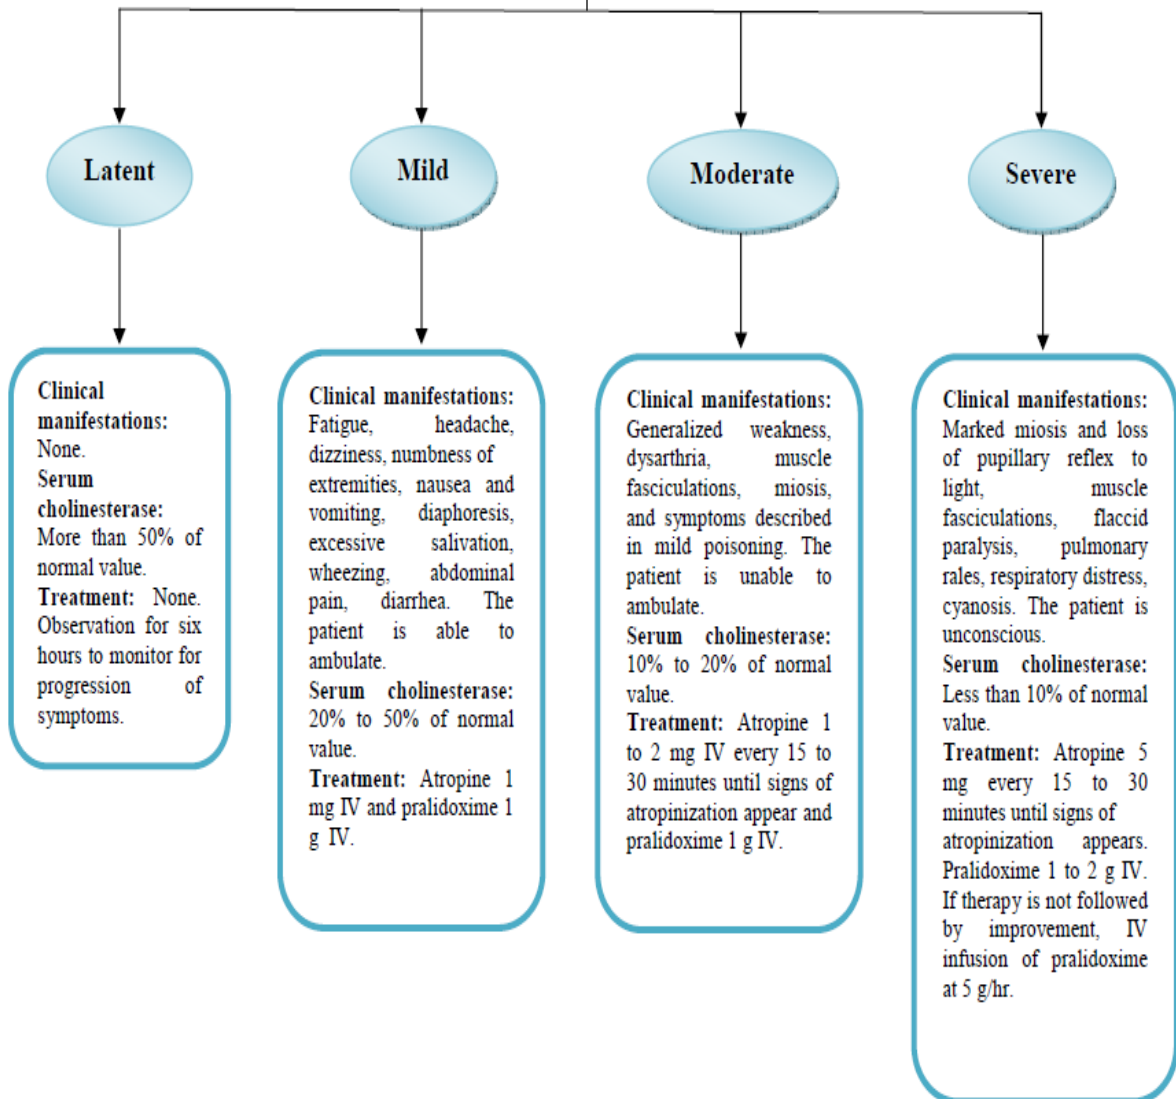 Latent
Mild
Moderate
Severe
Clinical
manifestations:
None.
Serum
cholinesterase:
More than 50% of
normal value.
Treatment: None.
Observation for six
hours to monitor for
progression of
symptoms.
Clinical manifestations:
Fatigue, headache,
dizziness, numbness of
extremities, nausea and
vomiting, diaphoresis,
excessive salivation,
wheezing, abdominal
pain, diarrhea. The
patient is able to
ambulate.
Serum cholinesterase:
20% to 50% of normal
value.
Treatment: Atropine 1
mg IV and pralidoxime 1
g IV.
Clinical manifestations:
Generalized weakness,
dysarthria, muscle
fasciculations, miosis,
and symptoms described
in mild poisoning. The
patient is unable to
ambulate.
Serum cholinesterase:
10% to 20% of normal
value.
Treatment: Atropine 1
to 2 mg IV every 15 to
30 minutes until signs of
atropinization appear and
pralidoxime 1 g IV.
Clinical manifestations:
Marked miosis and loss
of pupillary reflex to
light, muscle
fasciculations, flaccid
paralysis, pulmonary
rales, respiratory distress,
cyanosis. The patient is
unconscious.
Serum cholinesterase:
Less than 10% of normal
value.
Treatment: Atropine 5
mg every 15 to 30
minutes until signs of
atropinization appears.
Pralidoxime 1 to 2 g IV.
If therapy is not followed
by improvement, IV
infusion of pralidoxime
at 5 g/hr.